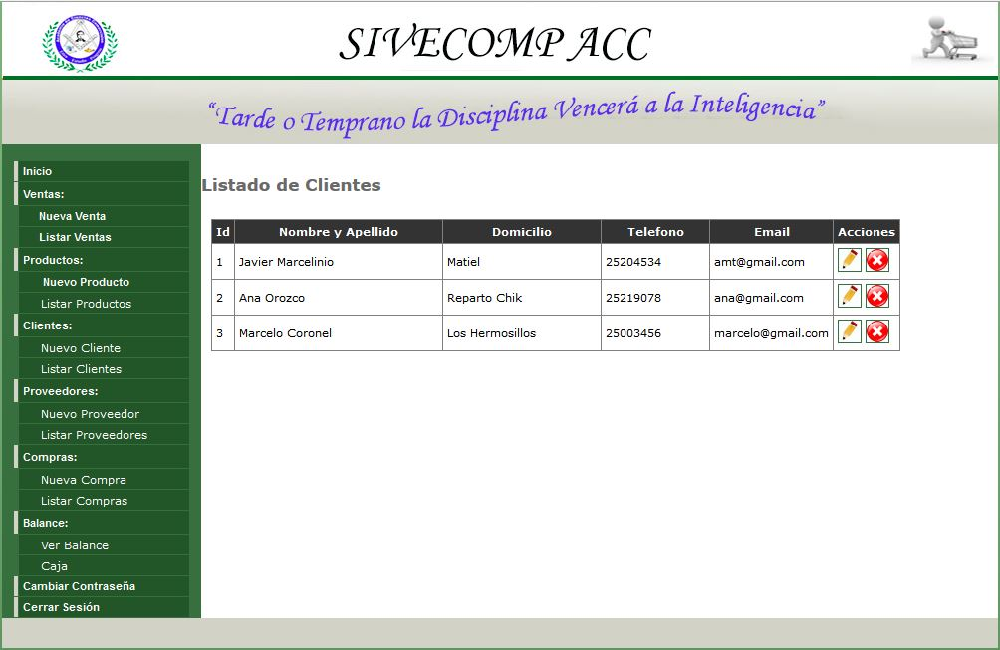 SIVECOMP ACC
“Tarde o Temprano la Disciplina Vencerá a la Inteligencia”
Inicio
Ventas:
Nueva Venta
Listar Ventas
Productos:
Nuevo Producto
Listar Productos
Clientes:
Nuevo Cliente
Listar Clientes
Proveedores:
Nuevo Proveedor
Listar Proveedores
Compras:
Nueva Compra
Listar Compras
Balance:
Ver Balance
Caja
Cambiar Contraseña
Cerrar Sesión
Listado de Clientes
Id Nombre y Apellido Domicilio Telefono Email Acciones
1 Javier Marcelinio Matiel 25204534 amt@gmail.com
2 Ana Orozco Reparto Chik 25219078 ana@gmail.com
3 Marcelo Coronel Los Hermosillos 25003456 marcelo@gmail.com